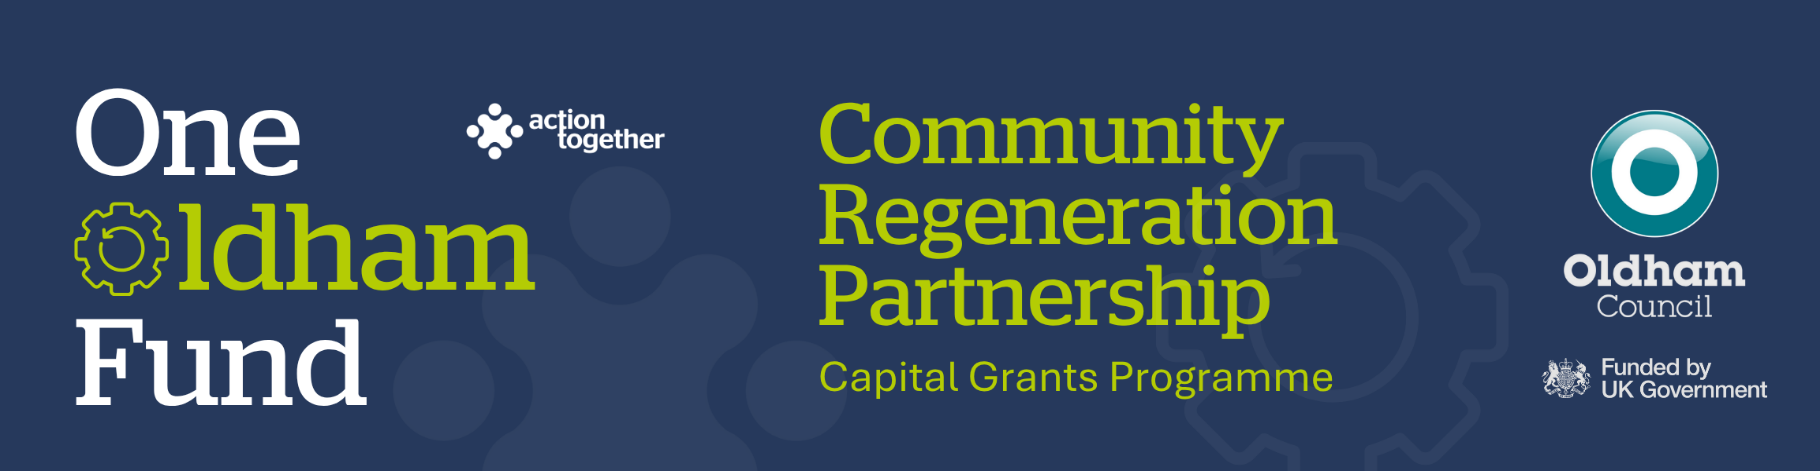 One
Oldham
Fund
action
together
Community
Regeneration
Partnership
Capital Grants Programme
Oldham
Council
Funded by
UK Government